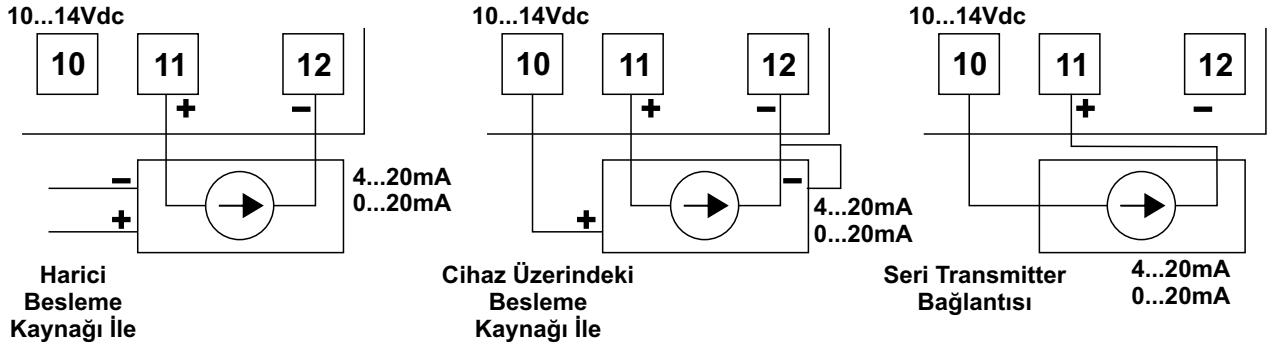 10...14Vdc
10
11
12
+
−
−
+
4...20mA
0...20mA
Harici
Besleme
Kaynağı İle
10...14Vdc
10
11
12
+
−
−
+
4...20mA
0...20mA
Cihaz Üzerindeki
Besleme
Kaynağı İle
10...14Vdc
10
11
12
+
−
4...20mA
0...20mA
Seri Transmitter
Bağlantısı